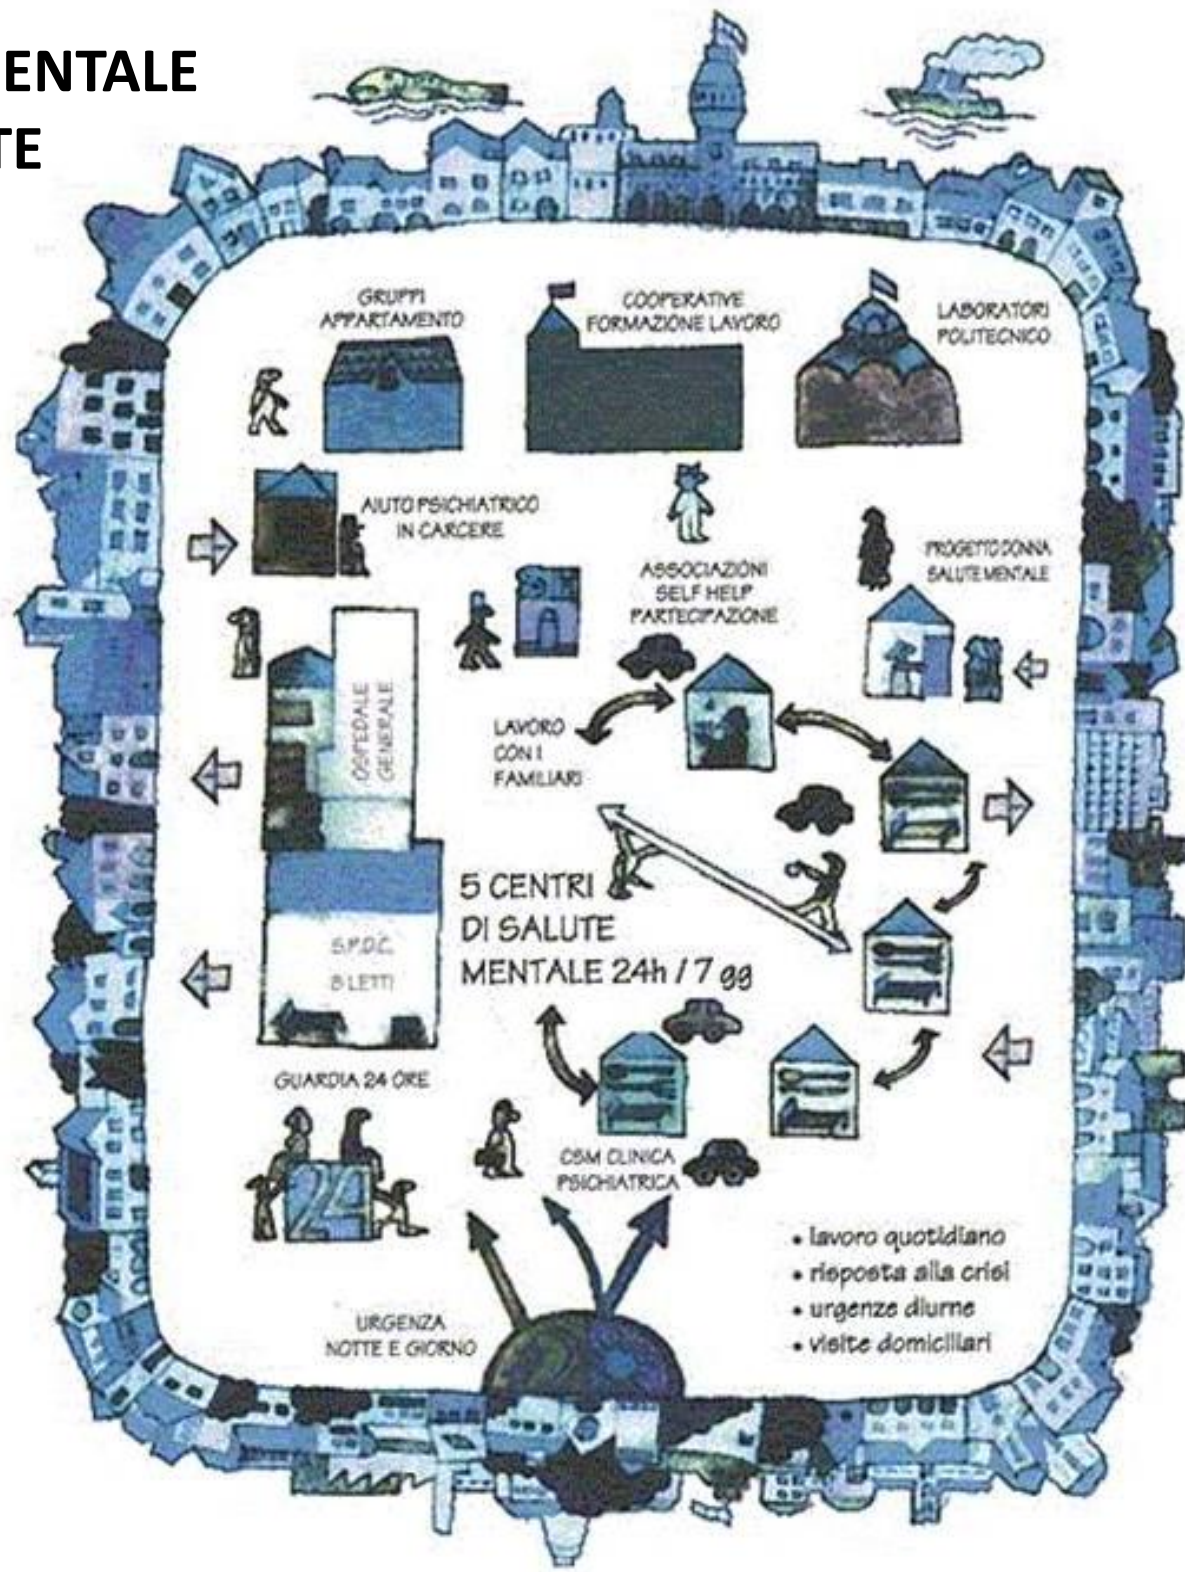 ENTALE
TE
GRUPPI
APPARTAMENTO
COOPERATIVE
FORMAZIONE LAVORO
LABORATORI
POLITECNICO
AIUTO PSICHIATRICO
IN CARCERE
ASSOCIAZIONI
SELF HELP
PARTECIPAZIONE
PROGETTO DONNA
SALUTE MENTALE
OSPEDALE
GENERALE
LAVORO
CON I
FAMILIARI
5 CENTRI
DI SALUTE
MENTALE 24h / 7 gg
S.P.D.C.
8 LETTI
GUARDIA 24 ORE
24
CSM CLINICA
PSICHIATRICA
URGENZA
NOTTE E GIORNO
• lavoro quotidiano
• risposta alla crisi
• urgenze diurne
• visite domiciliari